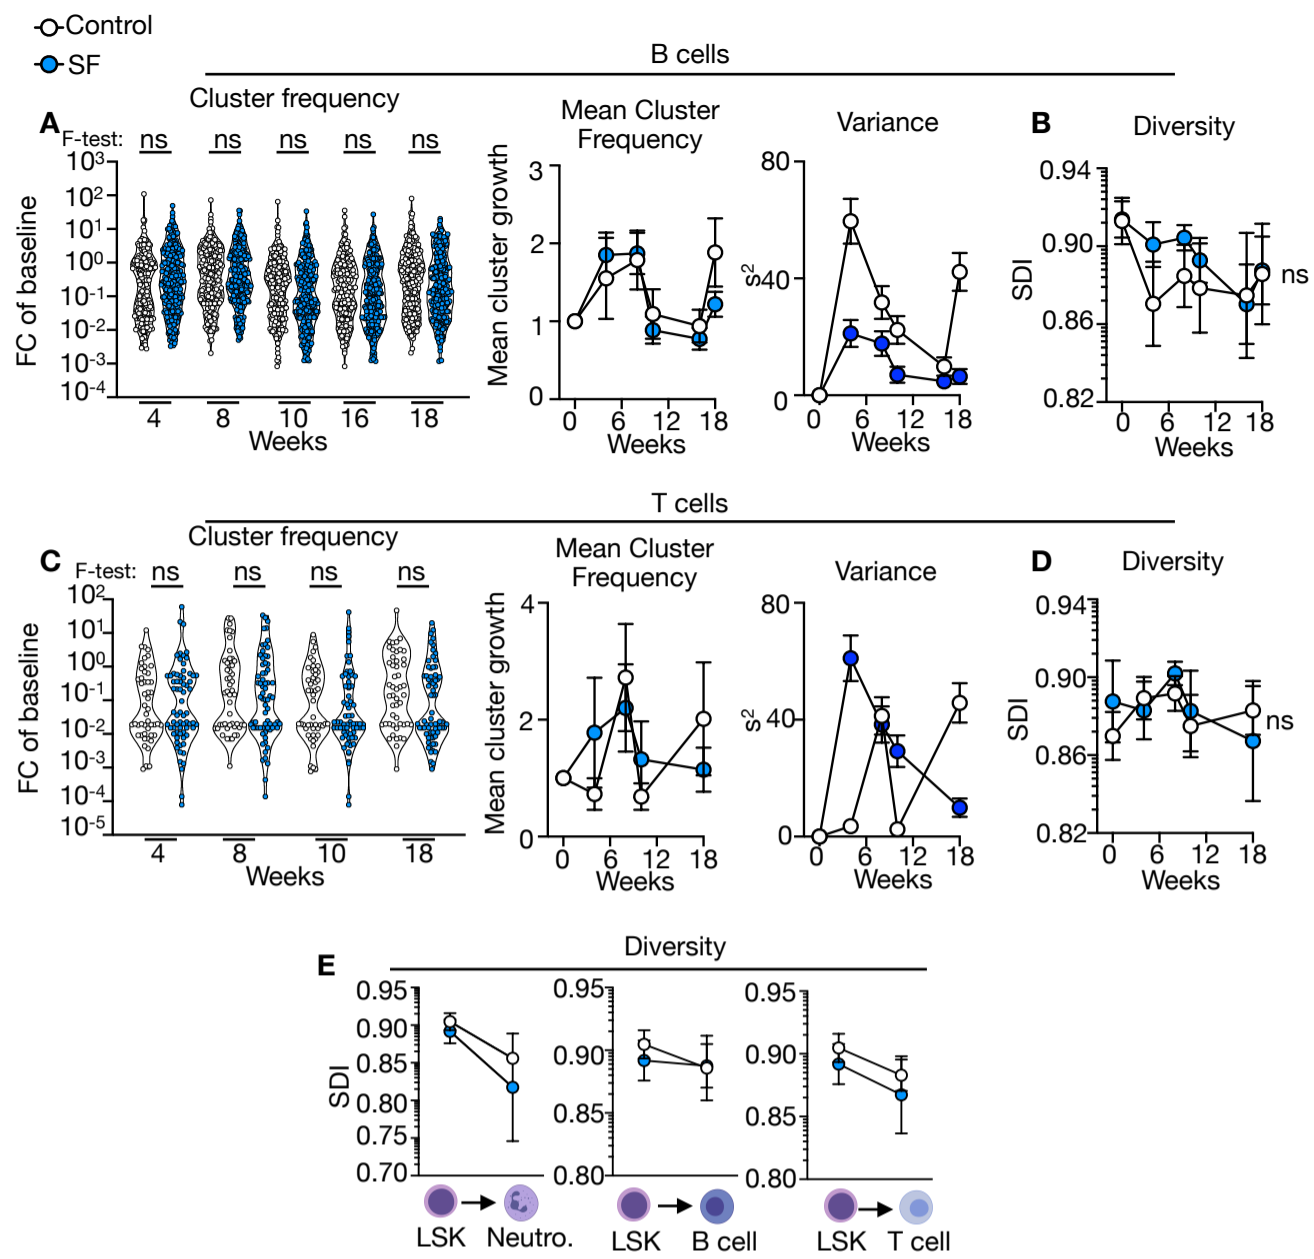 Control
SF
B cells
A
Cluster frequency
F-test: ns ns ns ns ns
FC of baseline
10³
10²
10¹
10⁰
10⁻¹
10⁻²
10⁻³
10⁻⁴
4 8 10 16 18
Weeks
Mean Cluster
Frequency
Mean cluster growth
3
2
1
0
0 6 12 18
Weeks
Variance
s²
80
40
0
0 6 12 18
Weeks
B
Diversity
SDI
0.94
0.90
0.86
0.82
ns
0 6 12 18
Weeks
T cells
C
Cluster frequency
F-test: ns ns ns ns
FC of baseline
10²
10¹
10⁰
10⁻¹
10⁻²
10⁻³
10⁻⁴
10⁻⁵
4 8 10 18
Weeks
Mean Cluster
Frequency
Mean cluster growth
4
2
0
0 6 12 18
Weeks
Variance
s²
80
40
0
0 6 12 18
Weeks
D
Diversity
SDI
0.94
0.90
0.86
0.82
ns
0 6 12 18
Weeks
E
Diversity
SDI
0.95
0.90
0.85
0.80
0.75
0.70
LSK Neutro.
0.95
0.90
0.85
0.80
LSK B cell
0.95
0.90
0.85
0.80
LSK T cell